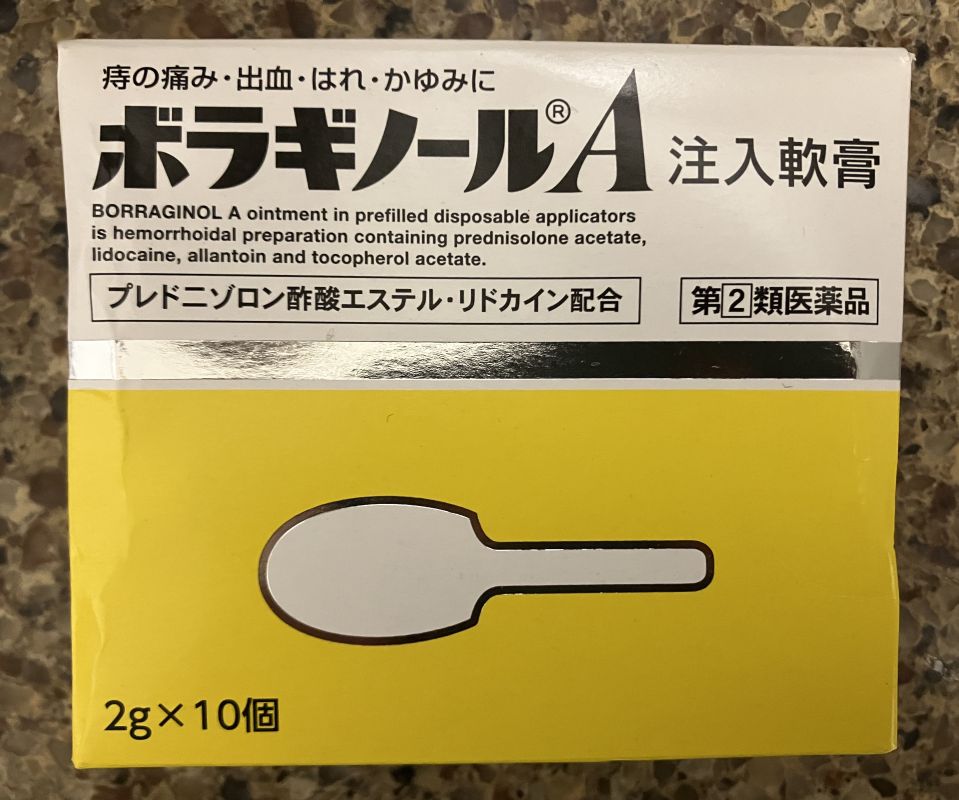 痔の痛み・出血・はれ・かゆみに
ボラギノール®A 注入軟膏
BORRAGINOL A ointment in prefilled disposable applicators
is hemorrhoidal preparation containing prednisolone acetate,
lidocaine, allantoin and tocopherol acetate.
プレドニゾロン酢酸エステル・リドカイン配合 第2類医薬品
2g×10個